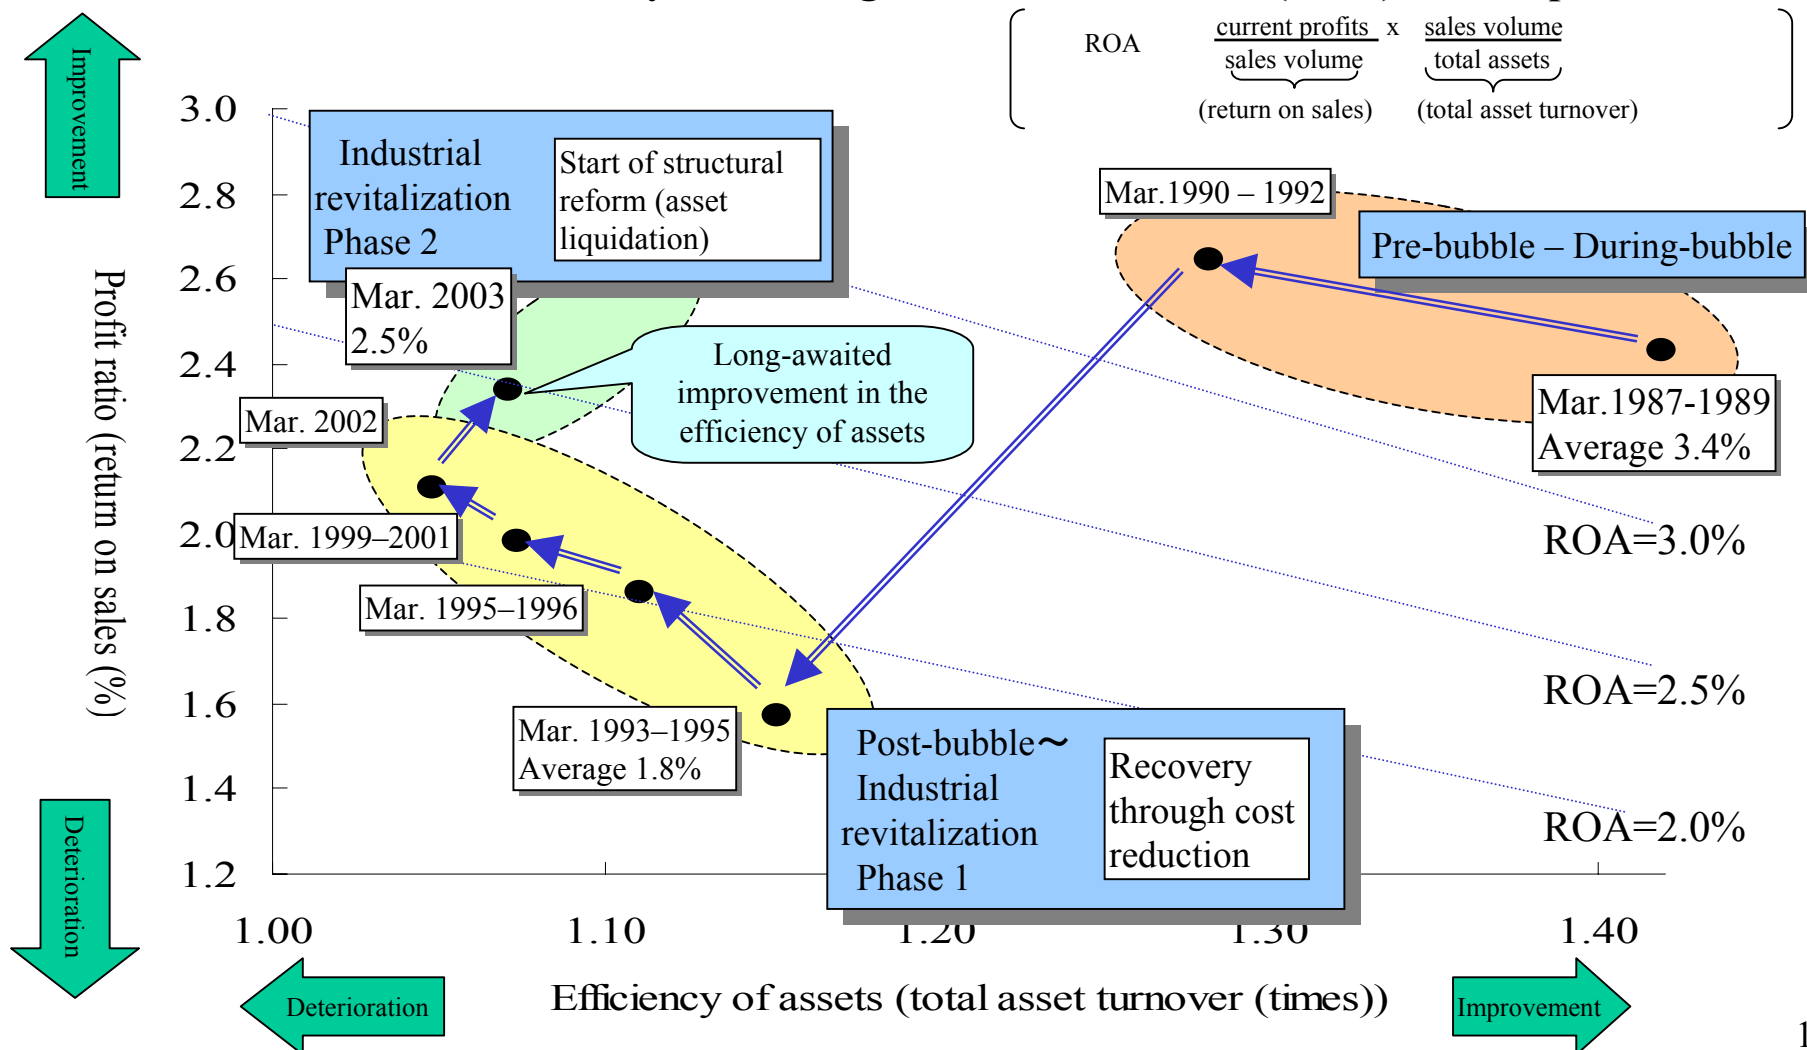 ROA
current profits x sales volume
sales volume total assets
(return on sales) (total asset turnover)
Improvement
3.0
2.8
2.6
2.4
2.2
2.0
1.8
1.6
1.4
1.2
Profit ratio (return on sales (%)
Industrial
revitalization
Phase 2
Start of structural
reform (asset
liquidation)
Mar. 2003
2.5%
Mar.1990 – 1992
Pre-bubble – During-bubble
Long-awaited
improvement in the
efficiency of assets
Mar.1987-1989
Average 3.4%
Mar. 2002
Mar. 1999–2001
Mar. 1995–1996
Mar. 1993–1995
Average 1.8%
ROA=3.0%
ROA=2.5%
ROA=2.0%
Post-bubble～
Industrial
revitalization
Phase 1
Recovery
through cost
reduction
Deterioration
1.00 1.10 1.20 1.30 1.40
Deterioration
Efficiency of assets (total asset turnover (times))
Improvement
1